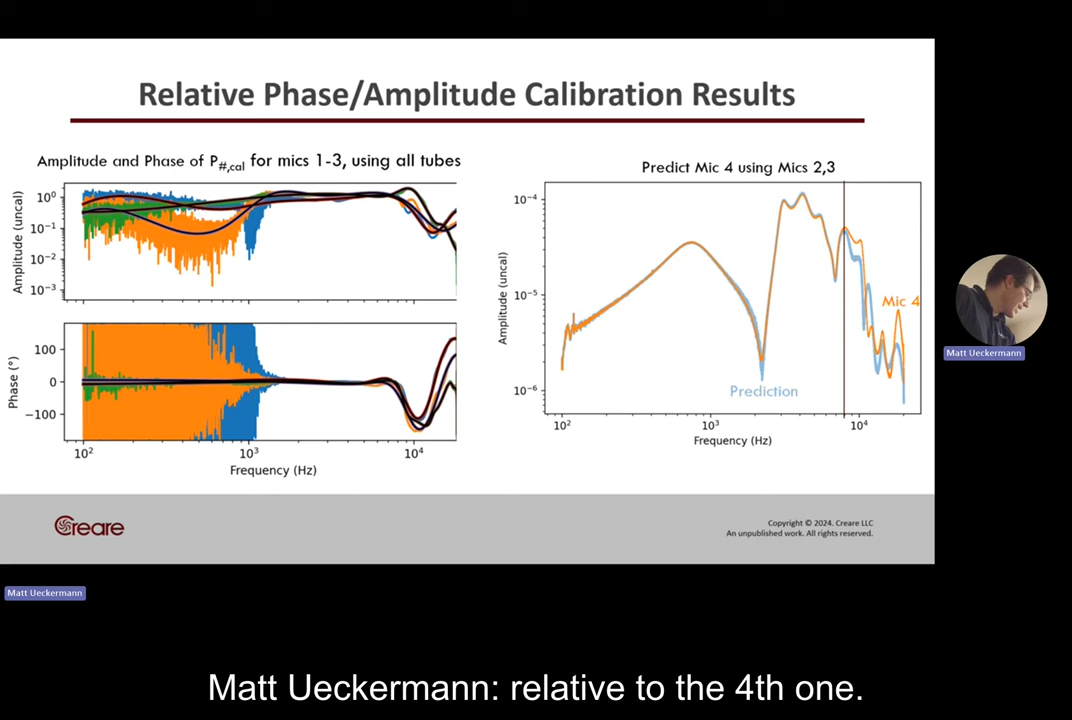 Relative Phase/Amplitude Calibration Results
Amplitude and Phase of P#,cal for mics 1-3, using all tubes
Amplitude (uncal)
10⁰
10⁻¹
10⁻²
10⁻³
Phase (°)
100
0
−100
10² 10³ 10⁴
Frequency (Hz)
Predict Mic 4 using Mics 2,3
Amplitude (uncal)
10⁻⁴
10⁻⁵
10⁻⁶
Mic 4
Prediction
10² 10³ 10⁴
Frequency (Hz)
Matt Ueckermann
Creare
Copyright © 2024. Creare LLC
An unpublished work. All rights reserved.
Matt Ueckermann
Matt Ueckermann: relative to the 4th one.